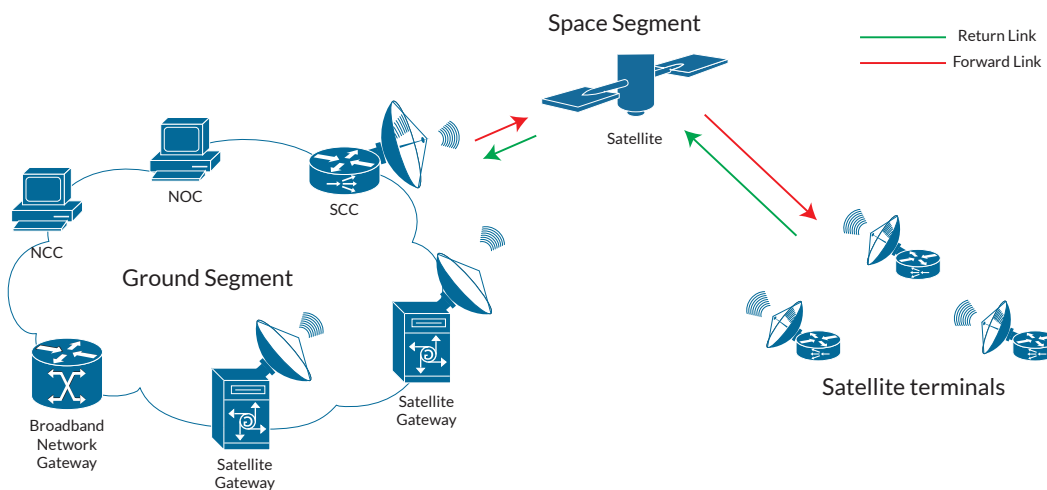 Space Segment
Return Link
Forward Link
Satellite
NOC
SCC
NCC
Ground Segment
Satellite terminals
Satellite
Gateway
Broadband
Network
Gateway
Satellite
Gateway